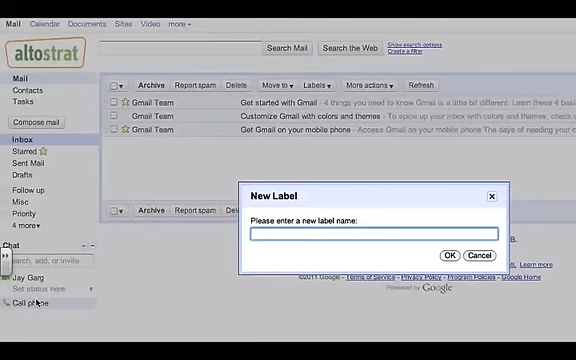 Mail Calendar Documents Sites Video more
altostrat
Search Mail Search the Web Show search options
Create a filter
Mail
Contacts
Tasks
Compose mail
Inbox
Starred
Sent Mail
Drafts
Follow up
Misc
Priority
4 more
Chat
search, add, or invite
Jay Garg
Set status here
Call phone
Archive Report spam Delete Move to Labels More actions Refresh
Gmail Team Get started with Gmail - 4 things you need to know Gmail is a little bit different. Learn these 4 basi
Gmail Team Customize Gmail with colors and themes - To spice up your inbox with colors and themes, check o
Gmail Team Get Gmail on your mobile phone - Access Gmail on your mobile phone The days of needing your c
New Label
Please enter a new label name:
OK Cancel
Archive Report spam
B.
Learn more
©2011 Google - Terms of Service - Privacy Policy - Program Policies - Google Home
Powered by Google